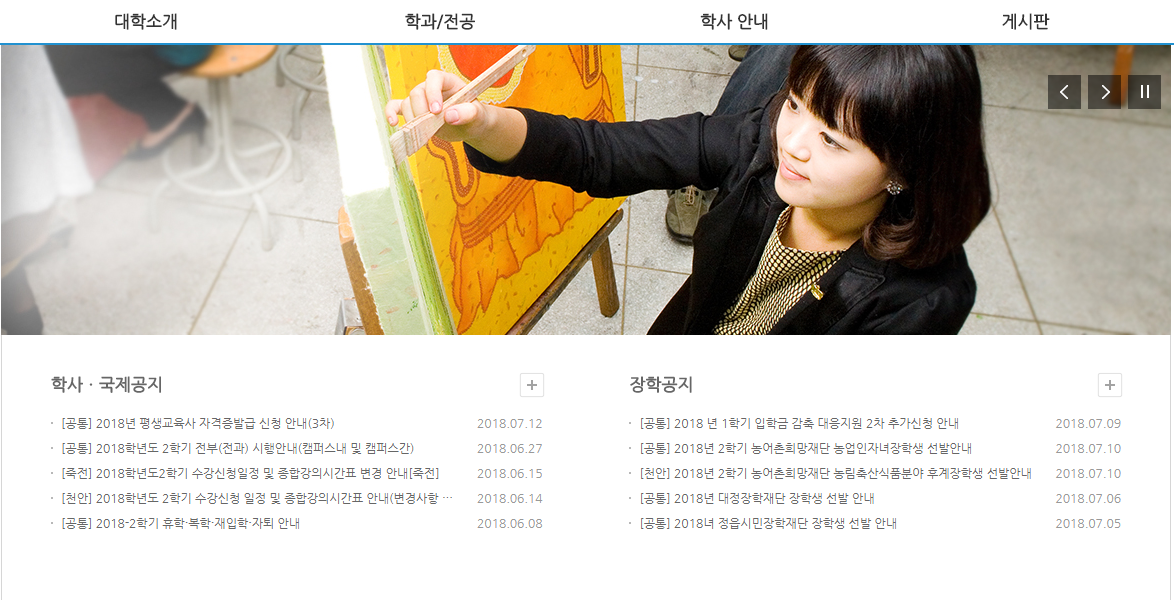 대학소개 학과/전공 학사 안내 게시판
학사 · 국제공지
· [공통] 2018년 평생교육사 자격증발급 신청 안내(3차) 2018.07.12
· [공통] 2018학년도 2학기 전부(전과) 시행안내(캠퍼스내 및 캠퍼스간) 2018.06.27
· [죽전] 2018학년도2학기 수강신청일정 및 종합강의시간표 변경 안내[죽전] 2018.06.15
· [천안] 2018학년도 2학기 수강신청 일정 및 종합강의시간표 안내(변경사항 … 2018.06.14
· [공통] 2018-2학기 휴학·복학·재입학·자퇴 안내 2018.06.08
장학공지
· [공통] 2018 년 1학기 입학금 감축 대응지원 2차 추가신청 안내 2018.07.09
· [공통] 2018년 2학기 농어촌희망재단 농업인자녀장학생 선발안내 2018.07.10
· [천안] 2018년 2학기 농어촌희망재단 농림축산식품분야 후계장학생 선발안내 2018.07.10
· [공통] 2018년 대정장학재단 장학생 선발 안내 2018.07.06
· [공통] 2018녀 정읍시민장학재단 장학생 선발 안내 2018.07.05